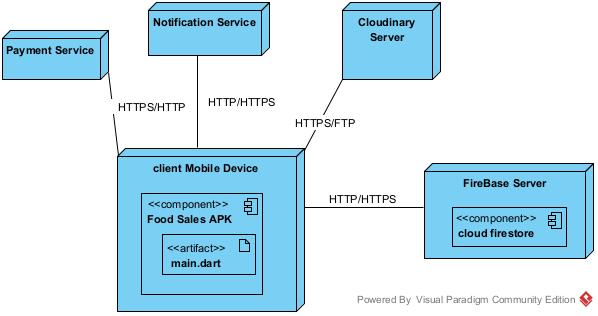 Payment Service
Notification Service
Cloudinary
Server
HTTPS/HTTP
HTTP/HTTPS
HTTPS/FTP
client Mobile Device
<<component>>
Food Sales APK
<<artifact>>
main.dart
HTTP/HTTPS
FireBase Server
<<component>>
cloud firestore
Powered By Visual Paradigm Community Edition